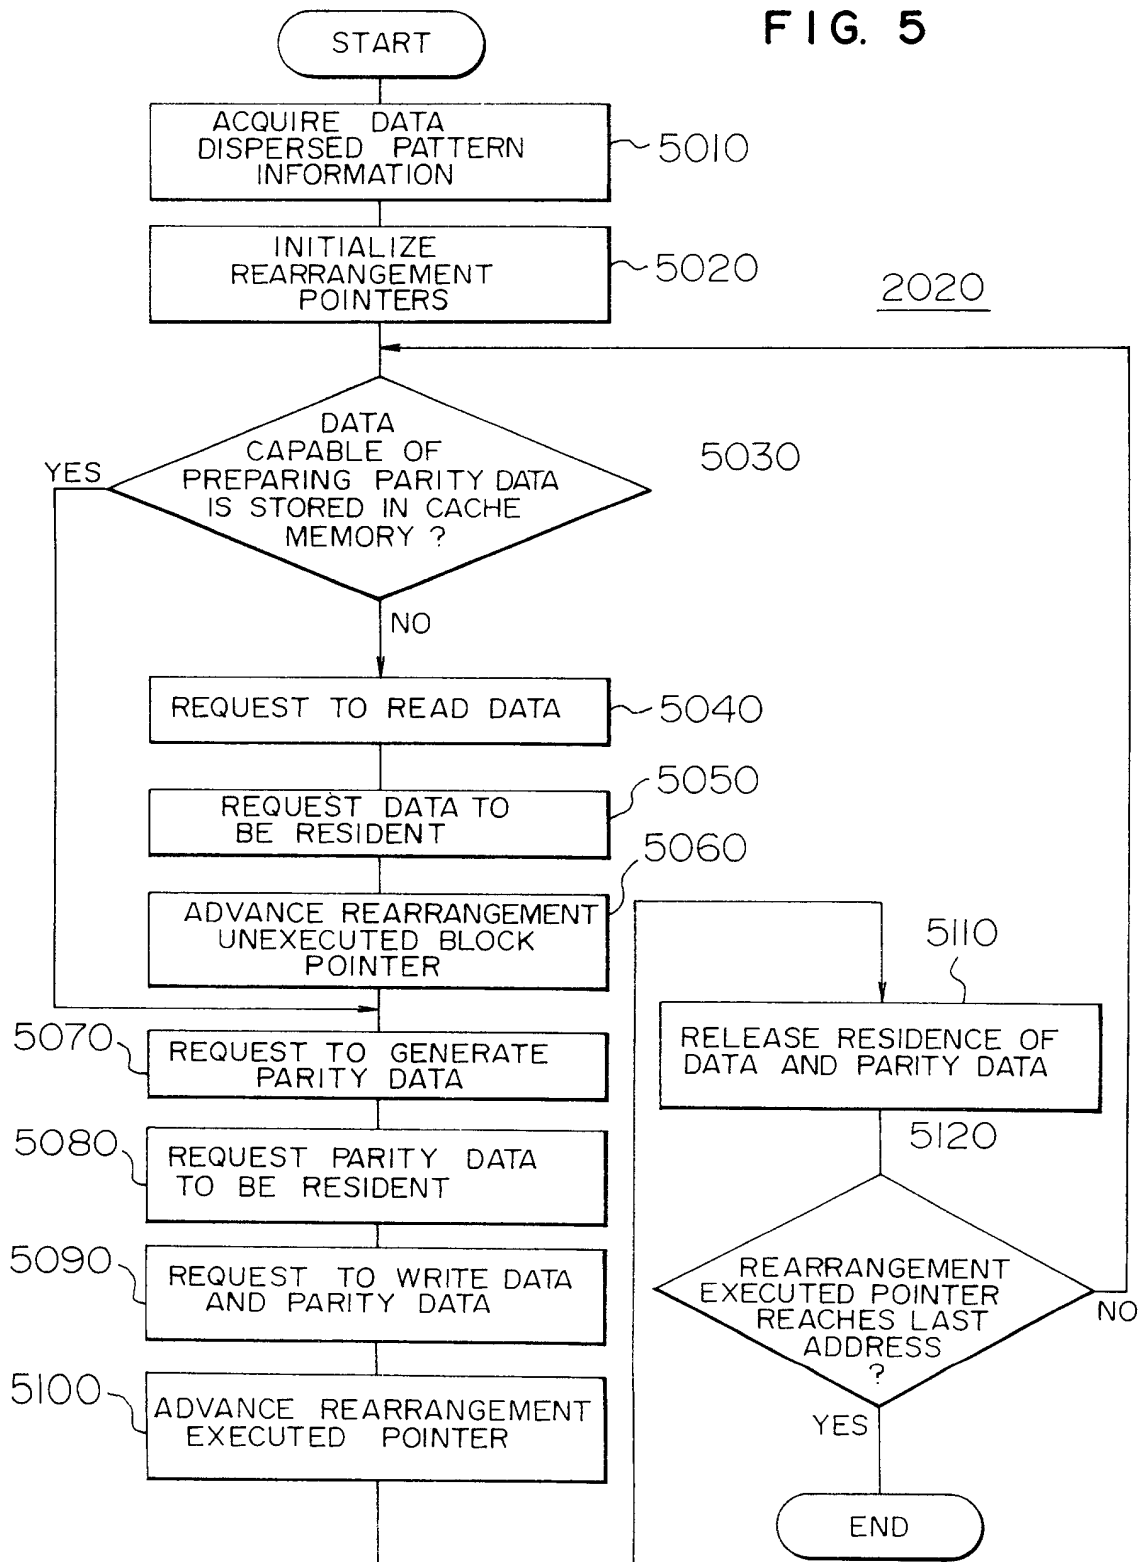 FIG. 5
START
ACQUIRE DATA
DISPERSED PATTERN
INFORMATION
5010
INITIALIZE
REARRANGEMENT
POINTERS
5020
2020
DATA
CAPABLE OF
PREPARING PARITY DATA
IS STORED IN CACHE
MEMORY ?
5030
YES
NO
REQUEST TO READ DATA
5040
REQUEST DATA TO
BE RESIDENT
5050
ADVANCE REARRANGEMENT
UNEXECUTED BLOCK
POINTER
5060
5070
REQUEST TO GENERATE
PARITY DATA
5080
REQUEST PARITY DATA
TO BE RESIDENT
5090
REQUEST TO WRITE DATA
AND PARITY DATA
5100
ADVANCE REARRANGEMENT
EXECUTED POINTER
5110
RELEASE RESIDENCE OF
DATA AND PARITY DATA
5120
REARRANGEMENT
EXECUTED POINTER
REACHES LAST
ADDRESS
?
NO
YES
END